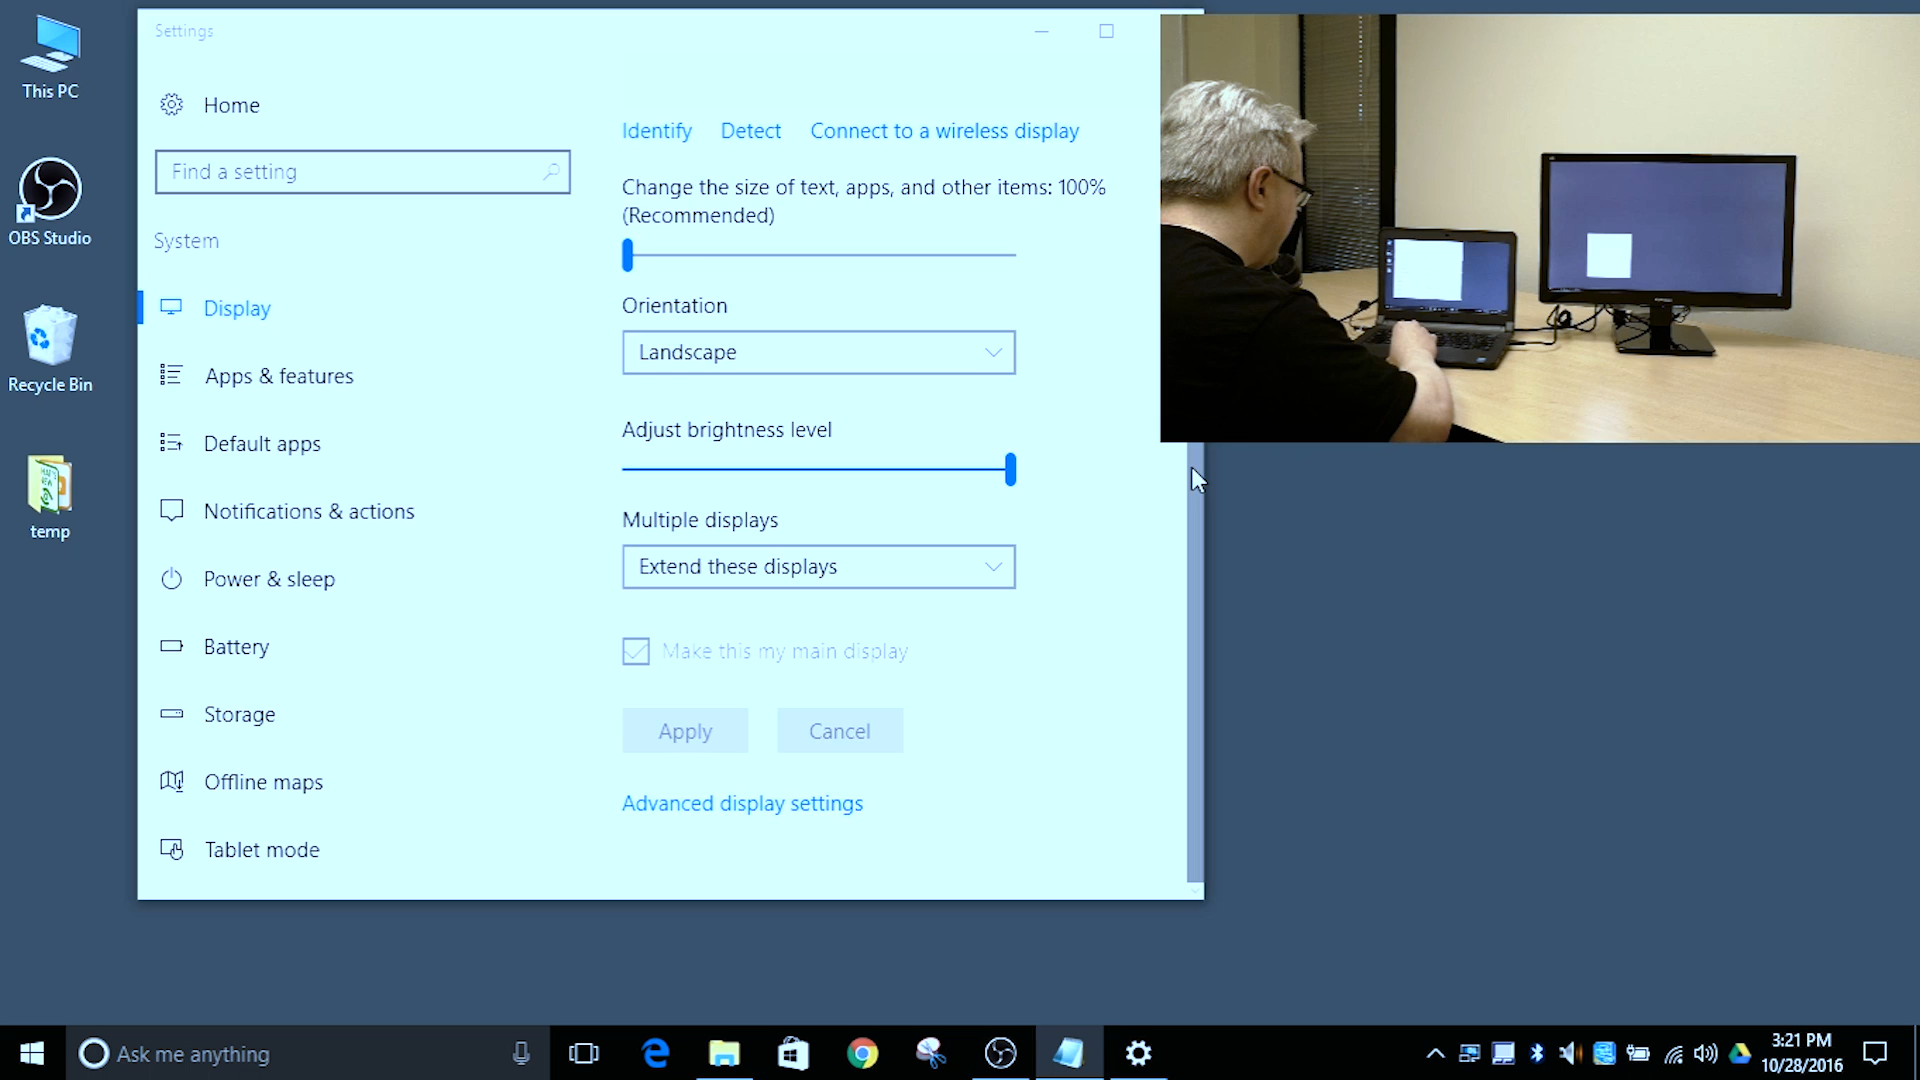 This PC
OBS Studio
Recycle Bin
temp
Settings
Home
Find a setting
System
Display
Apps & features
Default apps
Notifications & actions
Power & sleep
Battery
Storage
Offline maps
Tablet mode
Identify Detect Connect to a wireless display
Change the size of text, apps, and other items: 100%
(Recommended)
Orientation
Landscape
Adjust brightness level
Multiple displays
Extend these displays
Make this my main display
Apply Cancel
Advanced display settings
Ask me anything
3:21 PM
10/28/2016